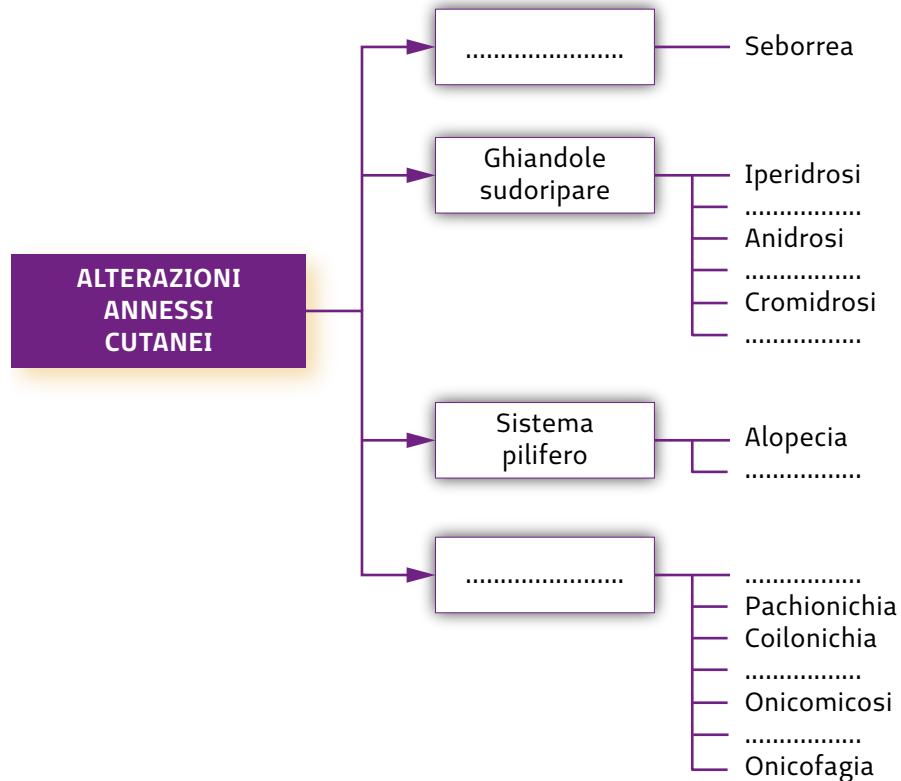 ALTERAZIONI
ANNESSI
CUTANEI
......................
Seborrea
Ghiandole
sudoripare
Iperidrosi
.................
Anidrosi
.................
Cromidrosi
.................
Sistema
pilifero
Alopecia
.................
......................
.................
Pachionichia
Coilonichia
.................
Onicomicosi
.................
Onicofagia